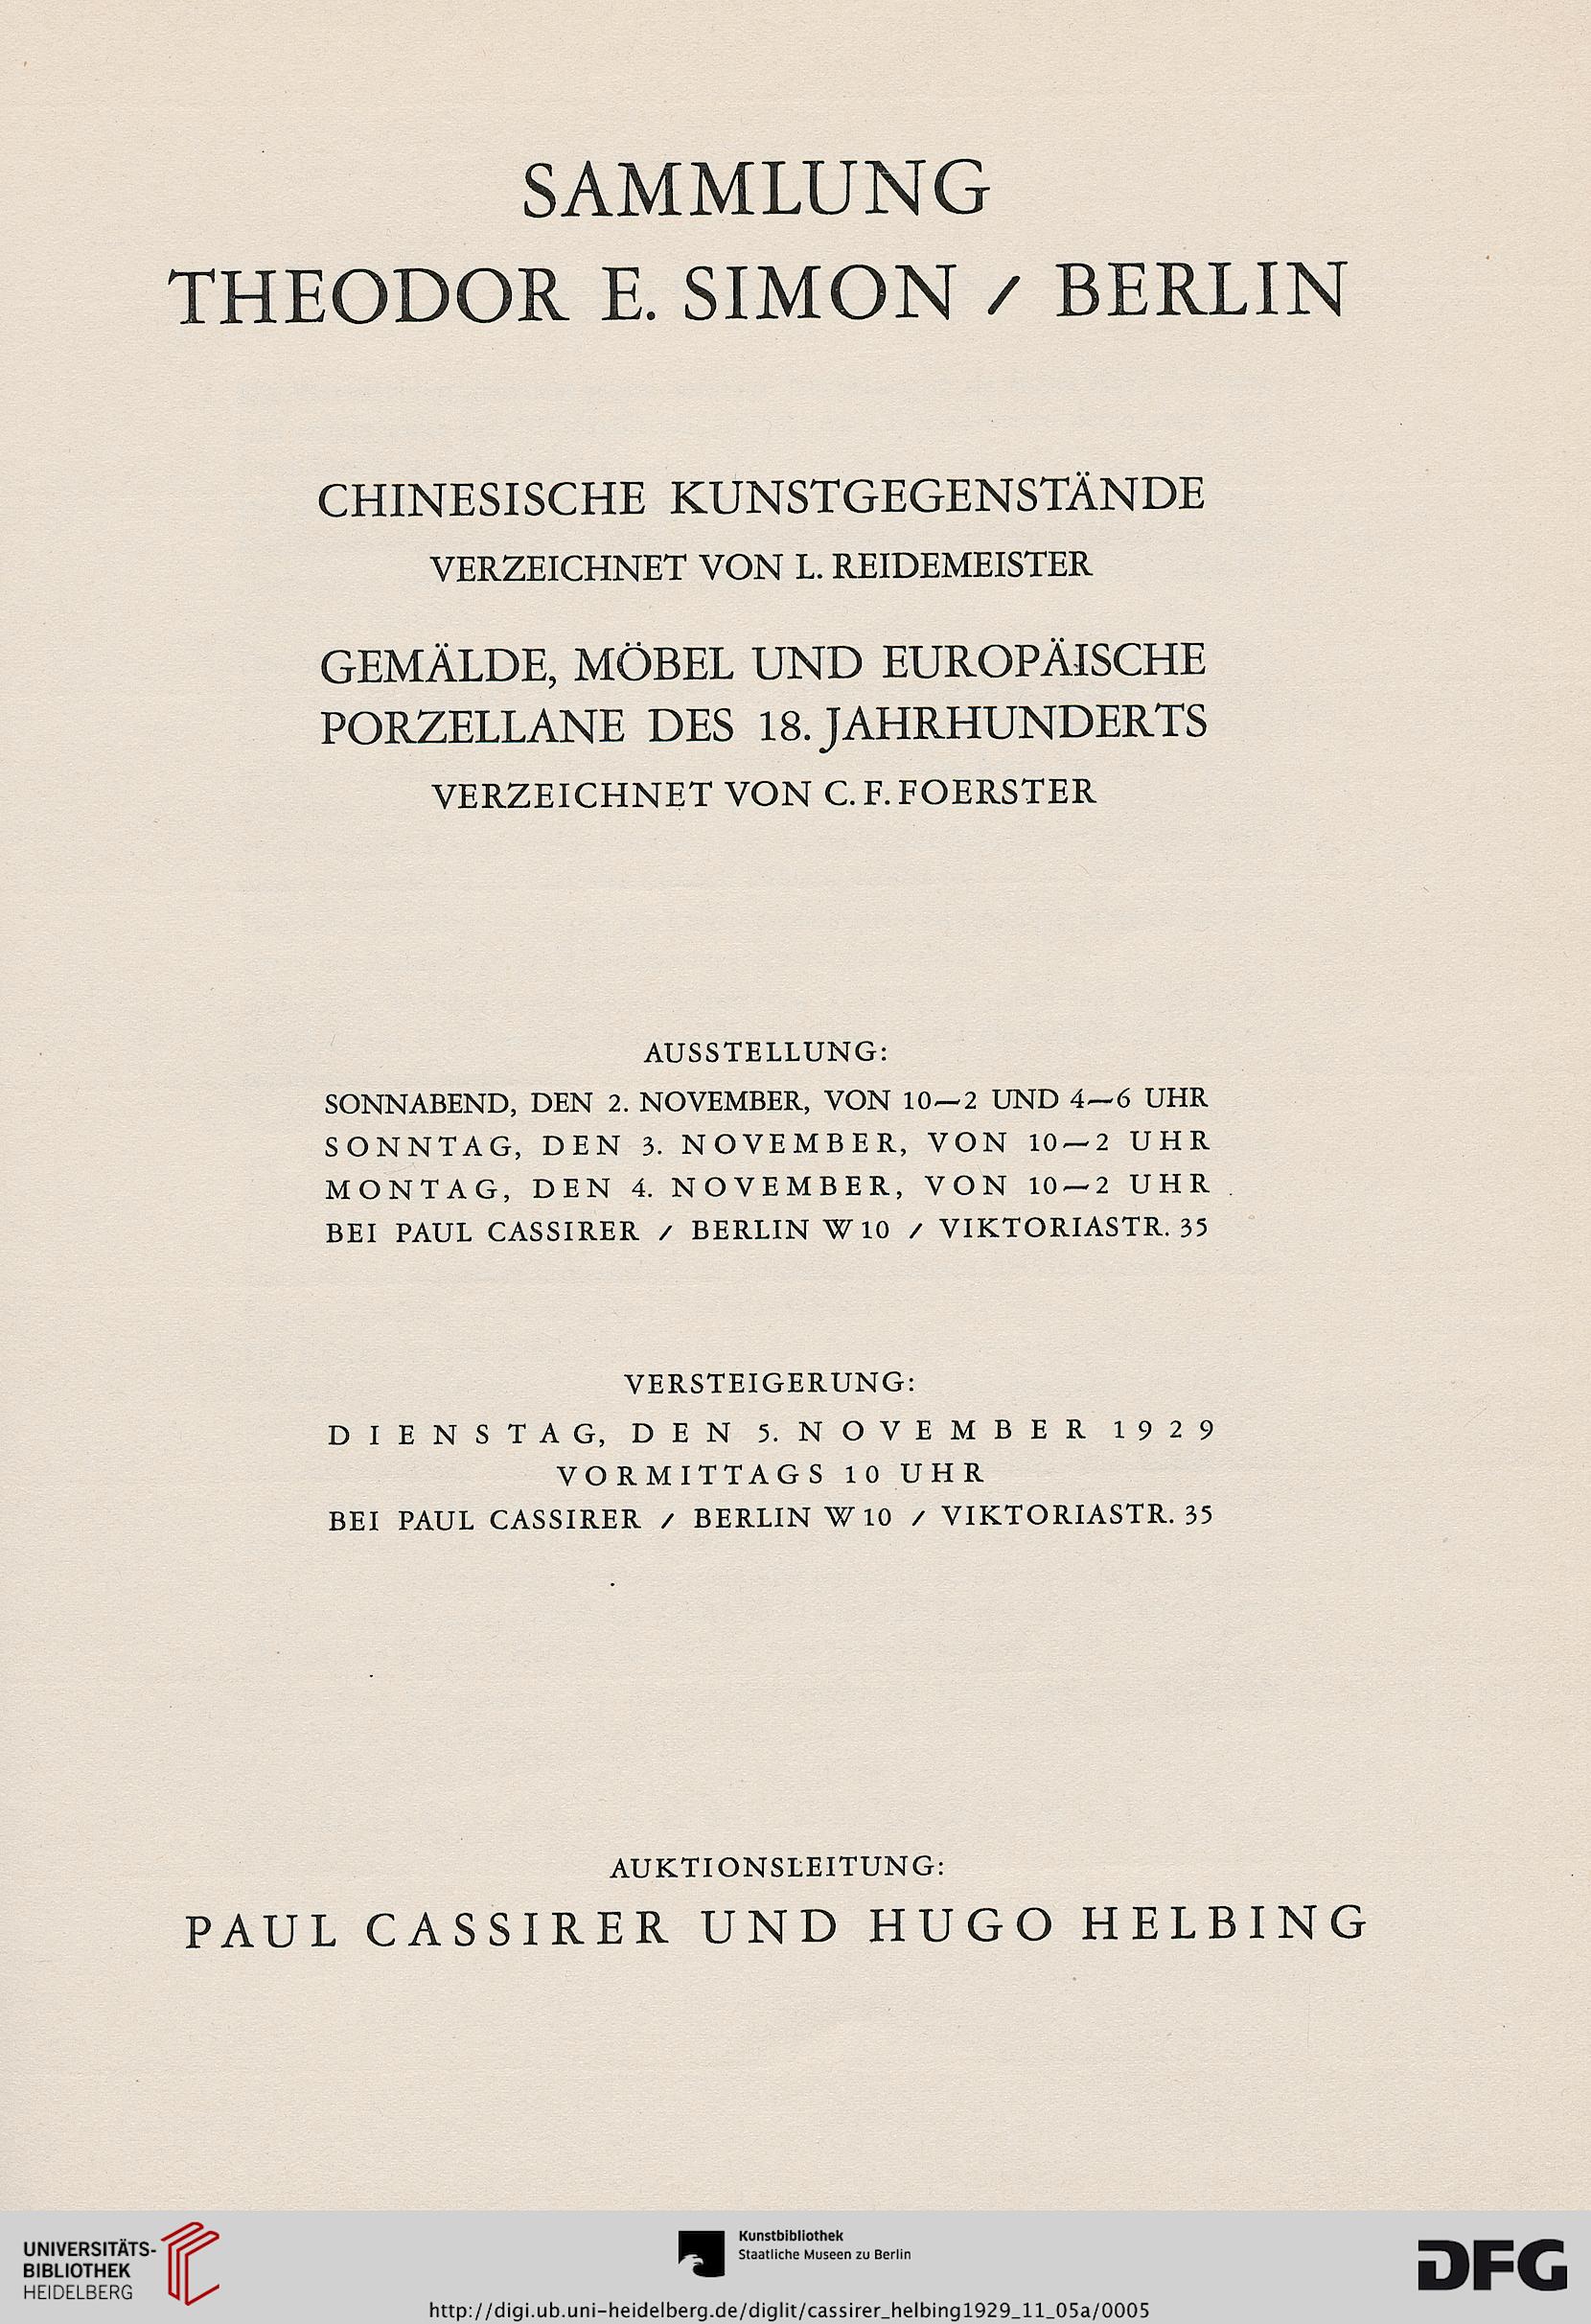 SAMMLUNG
THEODOR E. SIMON / BERLIN
CHINESISCHE KUNSTGEGENSTÄNDE
VERZEICHNET VON L. REIDEMEISTER
GEMÄLDE, MÖBEL UND EUROPÄISCHE
PORZELLANE DES 18. JAHRHUNDERTS
VERZEICHNET VON C. F. FOERSTER
AUSSTELLUNG:
SONNABEND, DEN 2. NOVEMBER, VON 10—2 UND 4—6 UHR
SONNTAG, DEN 3. NOVEMBER, VON 10—2 UHR
MONTAG, DEN 4. NOVEMBER, VON 10—2 UHR
BEI PAUL CASSIRER / BERLIN W 10 / VIKTORIASTR. 35
VERSTEIGERUNG:
DIENSTAG, DEN 5. NOVEMBER 1929
VORMITTAGS 10 UHR
BEI PAUL CASSIRER / BERLIN W 10 / VIKTORIASTR. 35
AUKTIONSLEITUNG:
PAUL CASSIRER UND HUGO HELBING
UNIVERSITÄTS-
BIBLIOTHEK
HEIDELBERG
Kunstbibliothek
Staatliche Museen zu Berlin
DFG
http://digi.ub.uni-heidelberg.de/diglit/cassirer_helbing1929_11_05a/0005